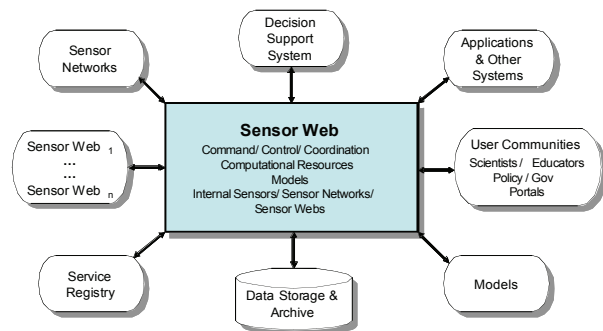 Decision
Support
System
Sensor
Networks
Applications
& Other
Systems
Sensor Web
Command/ Control/ Coordination
Computational Resources
Models
Internal Sensors/ Sensor Networks/
Sensor Webs
Sensor Web 1
...
...
Sensor Web n
User Communities
Scientists / Educators
Policy / Gov
Portals
Service
Registry
Data Storage &
Archive
Models